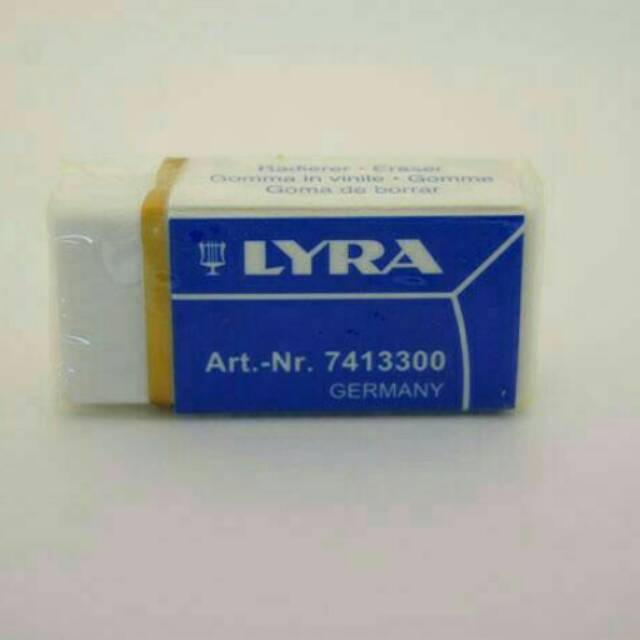 Radierer · Eraser
Gomma in vinile · Gomme
Goma de borrar
LYRA
Art.-Nr. 7413300
GERMANY